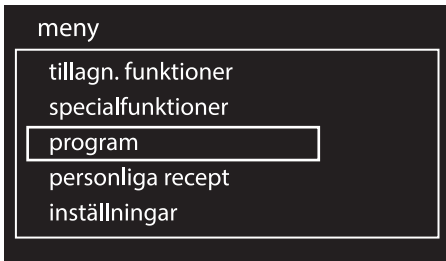 meny
tillagn. funktioner
specialfunktioner
program
personliga recept
inställningar